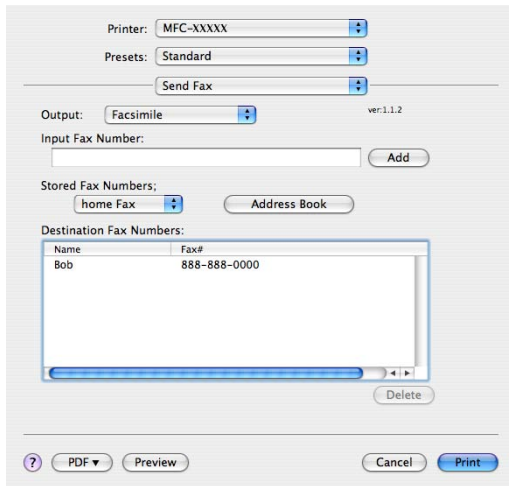 Printer: MFC-XXXXX
Presets: Standard
Send Fax
Output: Facsimile ver:1.1.2
Input Fax Number:
Add
Stored Fax Numbers;
home Fax Address Book
Destination Fax Numbers:
Name Fax#
Bob 888-888-0000
Delete
? PDF▼ Preview Cancel Print